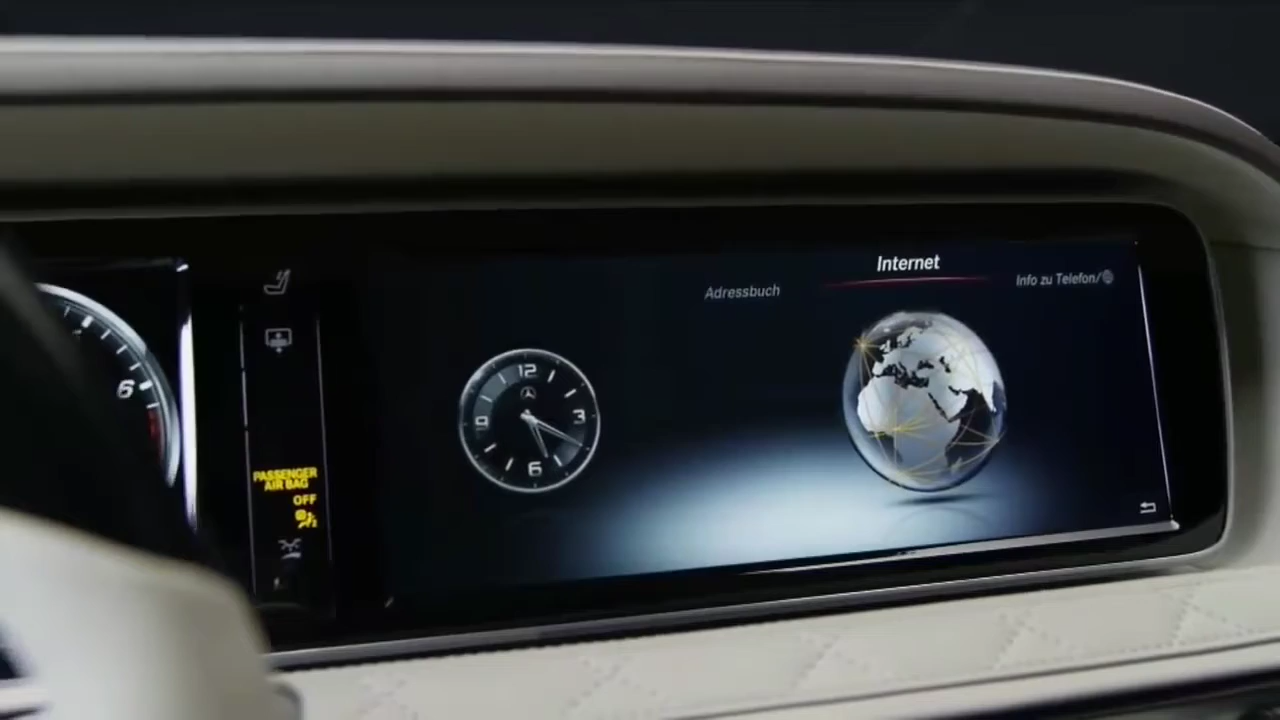 Internet
Adressbuch
Info zu Telefon/
12
3
6
9
6
PASSENGER
AIR BAG
OFF